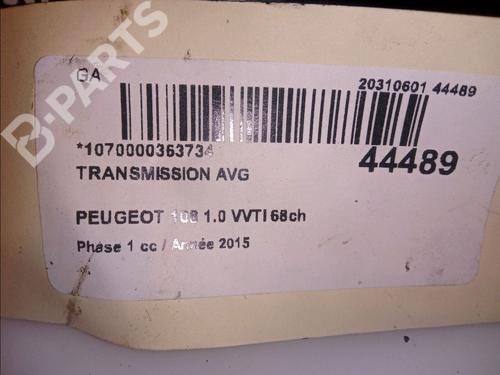 GA
20310601 44489
*1070000363734
44489
TRANSMISSION AVG
PEUGEOT 108 1.0 VVTI 68ch
Phase 1 cc / Année 2015
B-PARTS